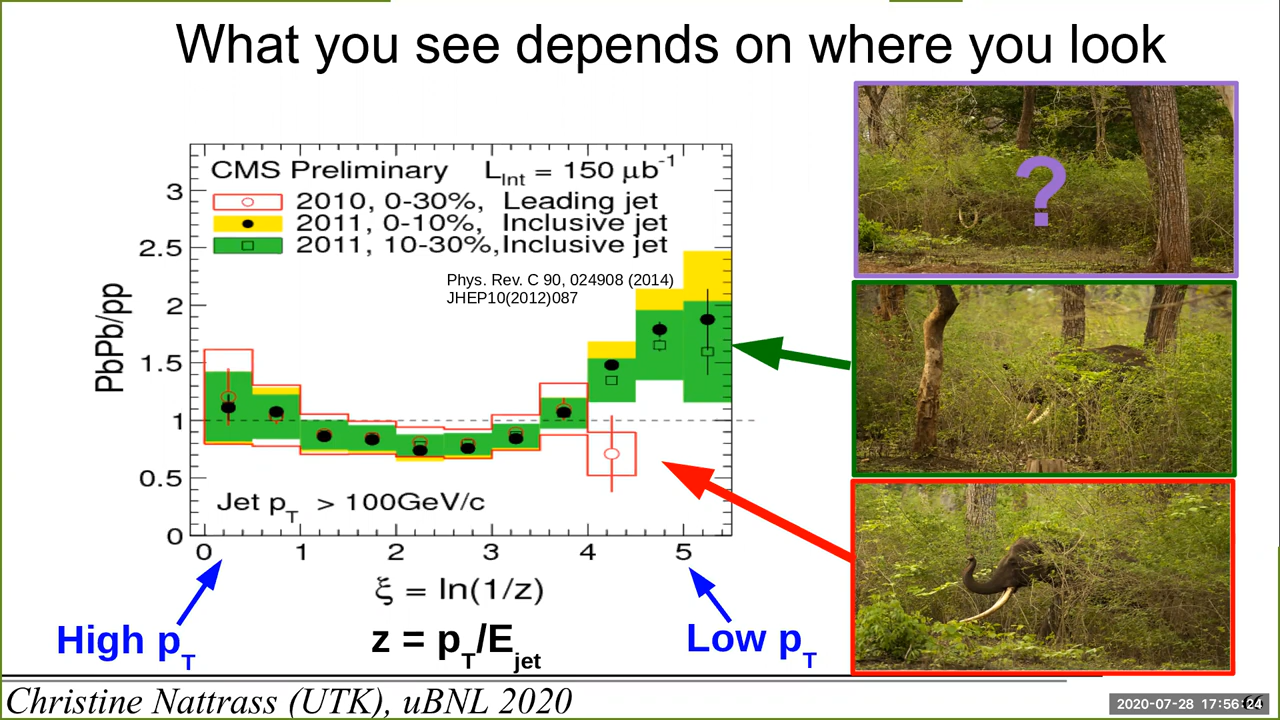 What you see depends on where you look
CMS Preliminary L_Int = 150 μb⁻¹
2010, 0-30%, Leading jet
2011, 0-10%, Inclusive jet
2011, 10-30%, Inclusive jet
Phys. Rev. C 90, 024908 (2014)
JHEP10(2012)087
PbPb/pp
3
2.5
2
1.5
1
0.5
0
Jet p_T > 100GeV/c
0 1 2 3 4 5
ξ = ln(1/z)
High p_T
z = p_T/E_jet
Low p_T
?
Christine Nattrass (UTK), uBNL 2020
2020-07-28 17:56:24